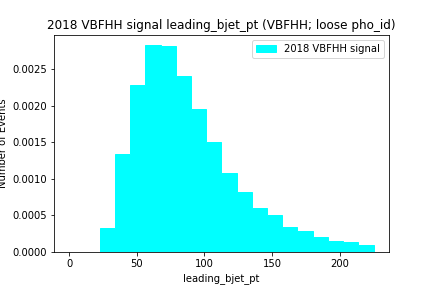 2018 VBFHH signal leading_bjet_pt (VBFHH; loose pho_id)
2018 VBFHH signal
0.0025
0.0020
0.0015
0.0010
0.0005
0.0000
Number of Events
0
50
100
150
200
leading_bjet_pt